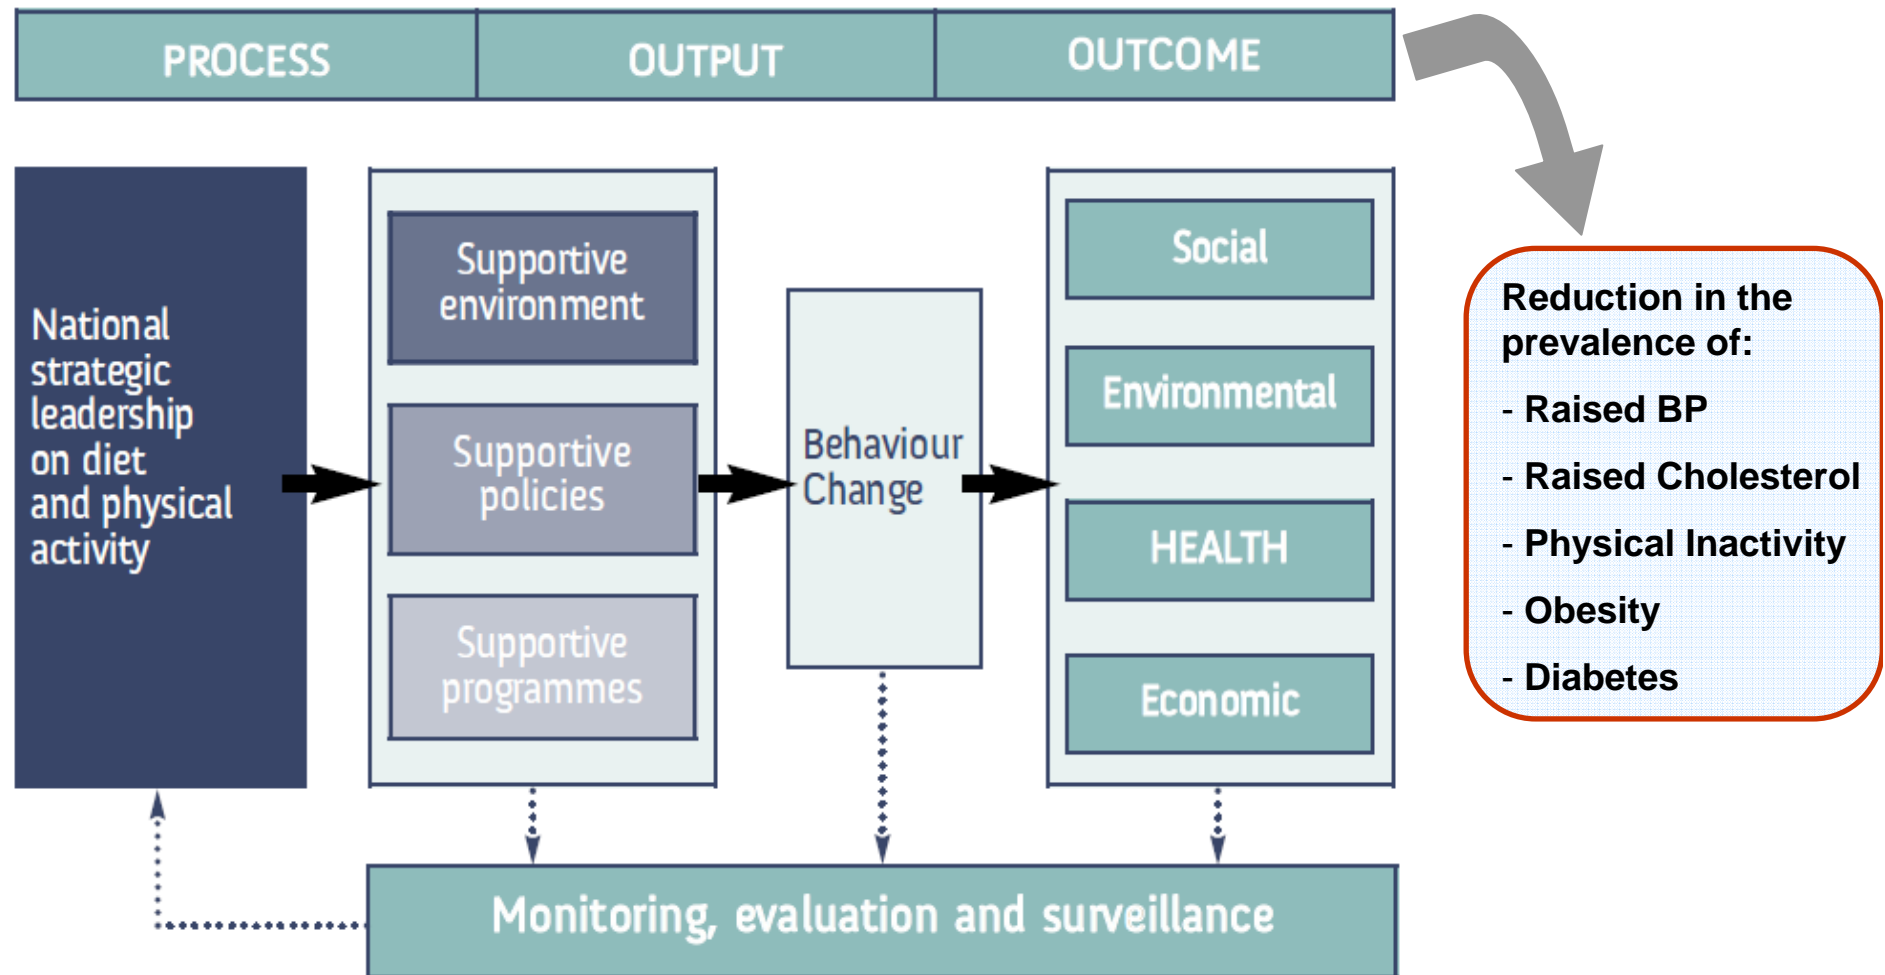 PROCESS
OUTPUT
OUTCOME
National
strategic
leadership
on diet
and physical
activity
Supportive
environment
Supportive
policies
Supportive
programmes
Behaviour
Change
Social
Environmental
HEALTH
Economic
Monitoring, evaluation and surveillance
Reduction in the
prevalence of:
- Raised BP
- Raised Cholesterol
- Physical Inactivity
- Obesity
- Diabetes